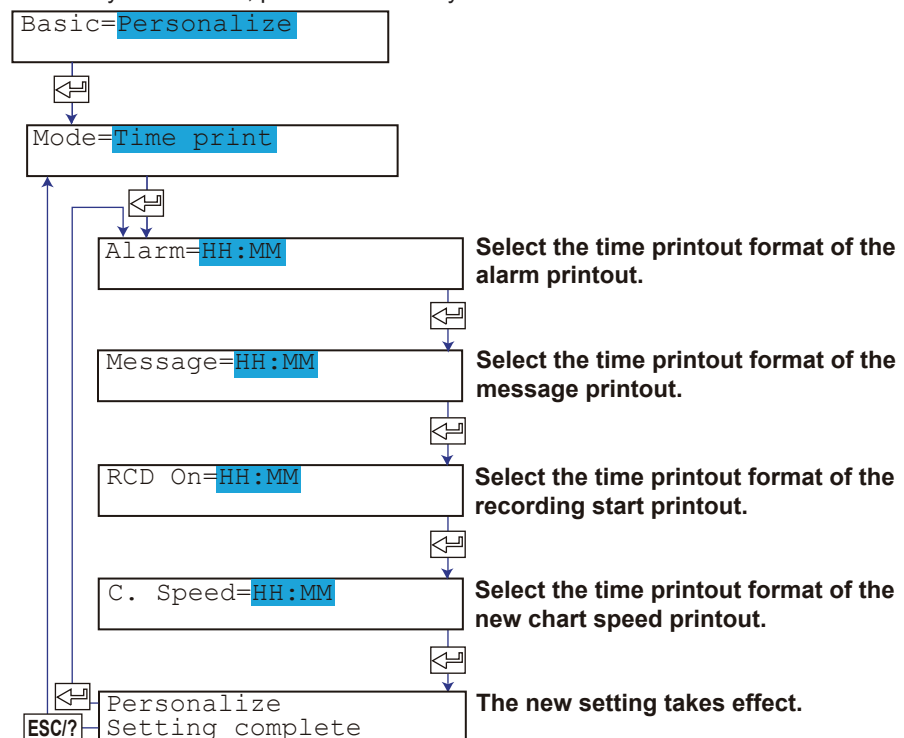 Basic=Personalize
Mode=Time print
Alarm=HH:MM
Select the time printout format of the
alarm printout.
Message=HH:MM
Select the time printout format of the
message printout.
RCD On=HH:MM
Select the time printout format of the
recording start printout.
C. Speed=HH:MM
Select the time printout format of the
new chart speed printout.
Personalize
Setting complete
The new setting takes effect.
ESC/?